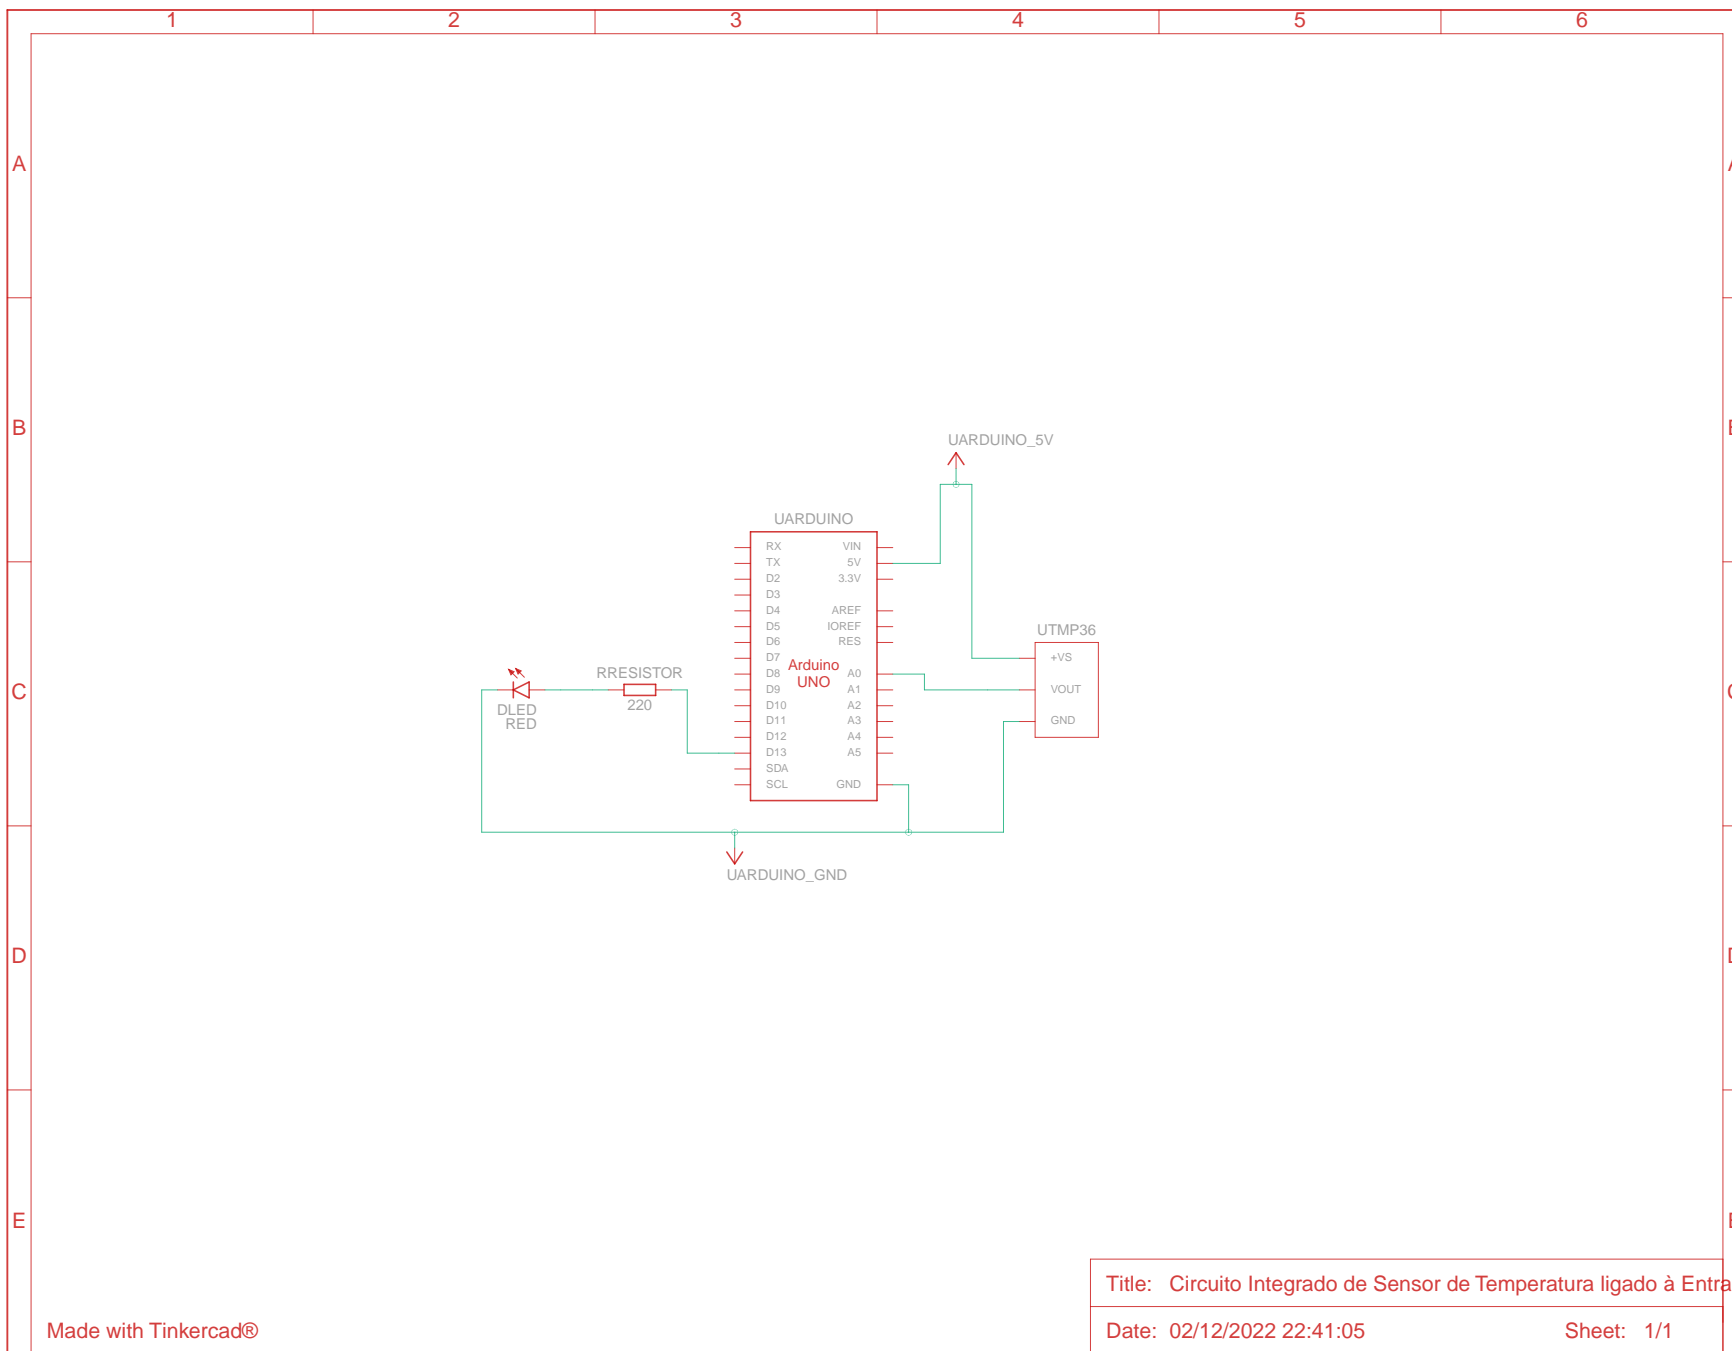 1 2 3 4 5 6
A
B
C
D
E
UARDUINO_5V
UARDUINO
RX VIN
TX 5V
D2 3.3V
D3
D4 AREF
D5 IOREF
D6 RES
D7
Arduino
UNO
D8 A0
D9 A1
D10 A2
D11 A3
D12 A4
D13 A5
SDA
SCL GND
UTMP36
+VS
VOUT
GND
RRESISTOR
220
DLED
RED
UARDUINO_GND
Title: Circuito Integrado de Sensor de Temperatura ligado à Entra
Made with Tinkercad®
Date: 02/12/2022 22:41:05 Sheet: 1/1